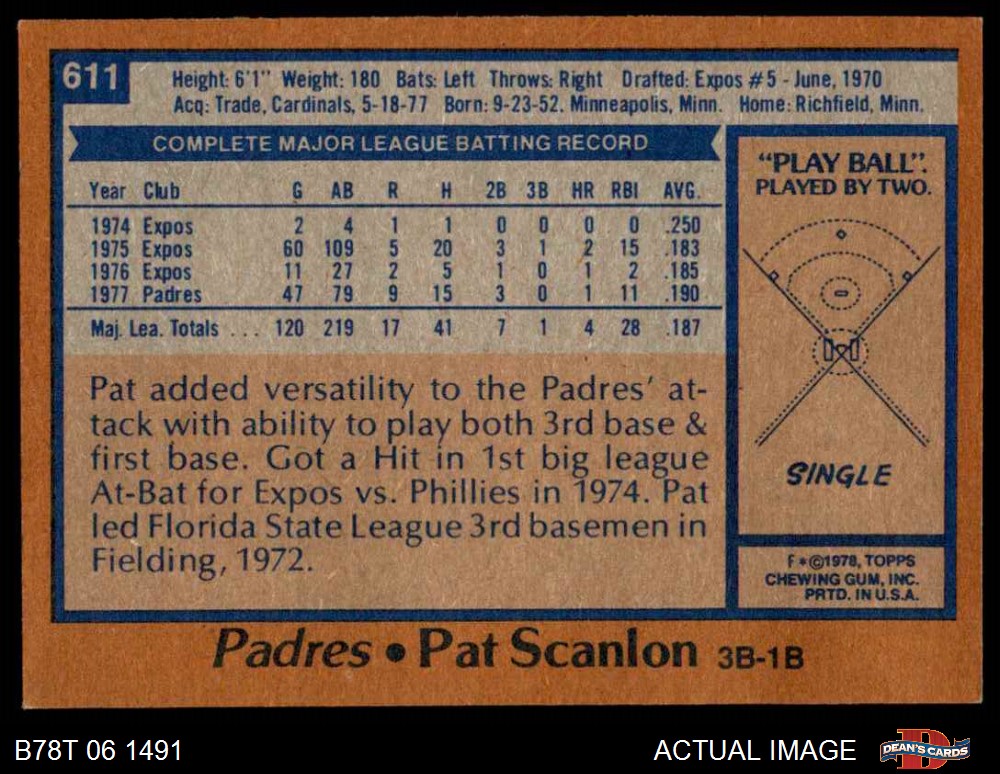 611
Height: 6'1" Weight: 180 Bats: Left Throws: Right Drafted: Expos #5 - June, 1970
Acq: Trade, Cardinals, 5-18-77 Born: 9-23-52. Minneapolis, Minn. Home: Richfield, Minn.
COMPLETE MAJOR LEAGUE BATTING RECORD
Year Club G AB R H 2B 3B HR RBI AVG.
1974 Expos 2 4 1 1 0 0 0 0 .250
1975 Expos 60 109 5 20 3 1 2 15 .183
1976 Expos 11 27 2 5 1 0 1 2 .185
1977 Padres 47 79 9 15 3 0 1 11 .190
Maj. Lea. Totals . . . 120 219 17 41 7 1 4 28 .187
Pat added versatility to the Padres' at-
tack with ability to play both 3rd base &
first base. Got a Hit in 1st big league
At-Bat for Expos vs. Phillies in 1974. Pat
led Florida State League 3rd basemen in
Fielding, 1972.
"PLAY BALL".
PLAYED BY TWO.
SINGLE
F*©1978, TOPPS
CHEWING GUM, INC.
PRTD. IN U.S.A.
Padres • Pat Scanlon 3B-1B
B78T 06 1491
ACTUAL IMAGE
DEAN'S CARDS